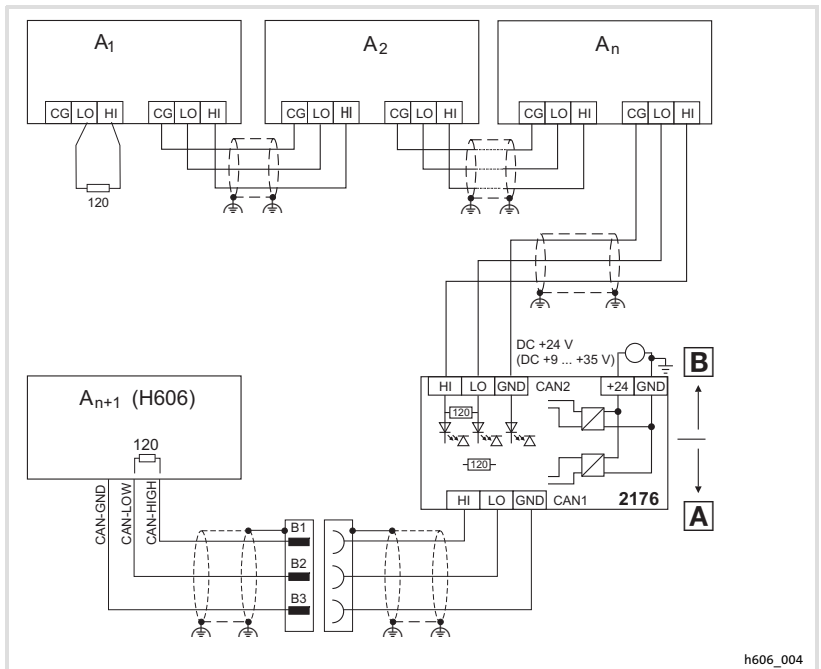 A1 A2 An
CG LO HI CG LO HI CG LO HI CG LO HI CG LO HI CG LO HI
120
DC +24 V
(DC +9 ... +35 V)
B
HI LO GND CAN2 +24 GND
An+1 (H606)
120
120
120
CAN-GND
CAN-LOW
CAN-HIGH
HI LO GND CAN1 2176
A
B1
B2
B3
h606_004